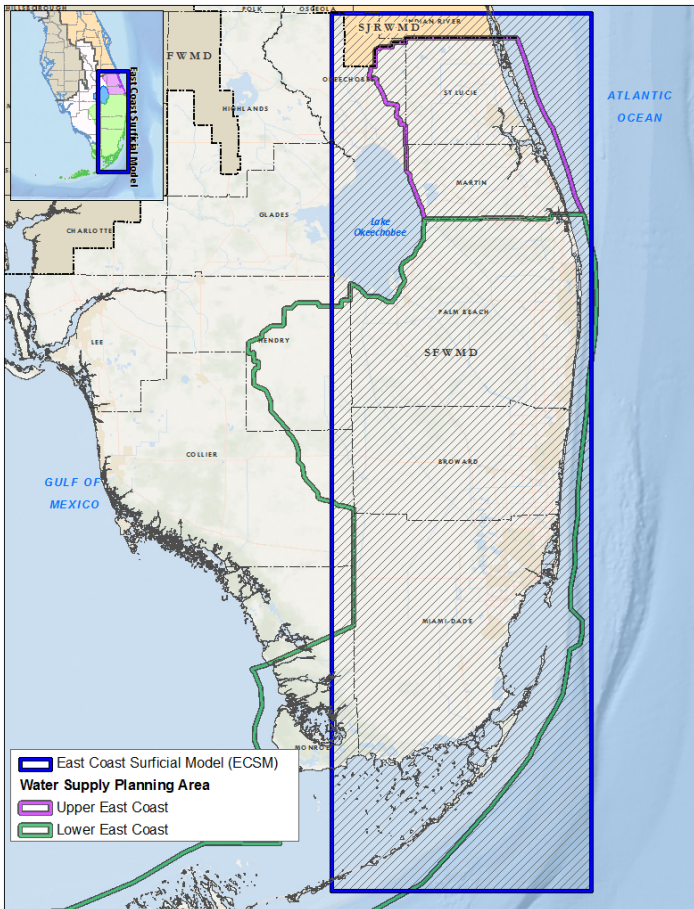 POLK
OSCEOLA
INDIAN RIVER
SJRWMD
FWMD
OKEECHOBE
HIGHLANDS
ST LUCIE
ATLANTIC
OCEAN
East Coast Surficial Model
MARTIN
GLADES
Lake
Okeechobee
CHARLOTTE
PALM BEACH
HENDRY
LEE
SFWMD
COLLIER
BROWARD
GULF OF
MEXICO
MIAMI-DADE
MONROE
East Coast Surficial Model (ECSM)
Water Supply Planning Area
Upper East Coast
Lower East Coast